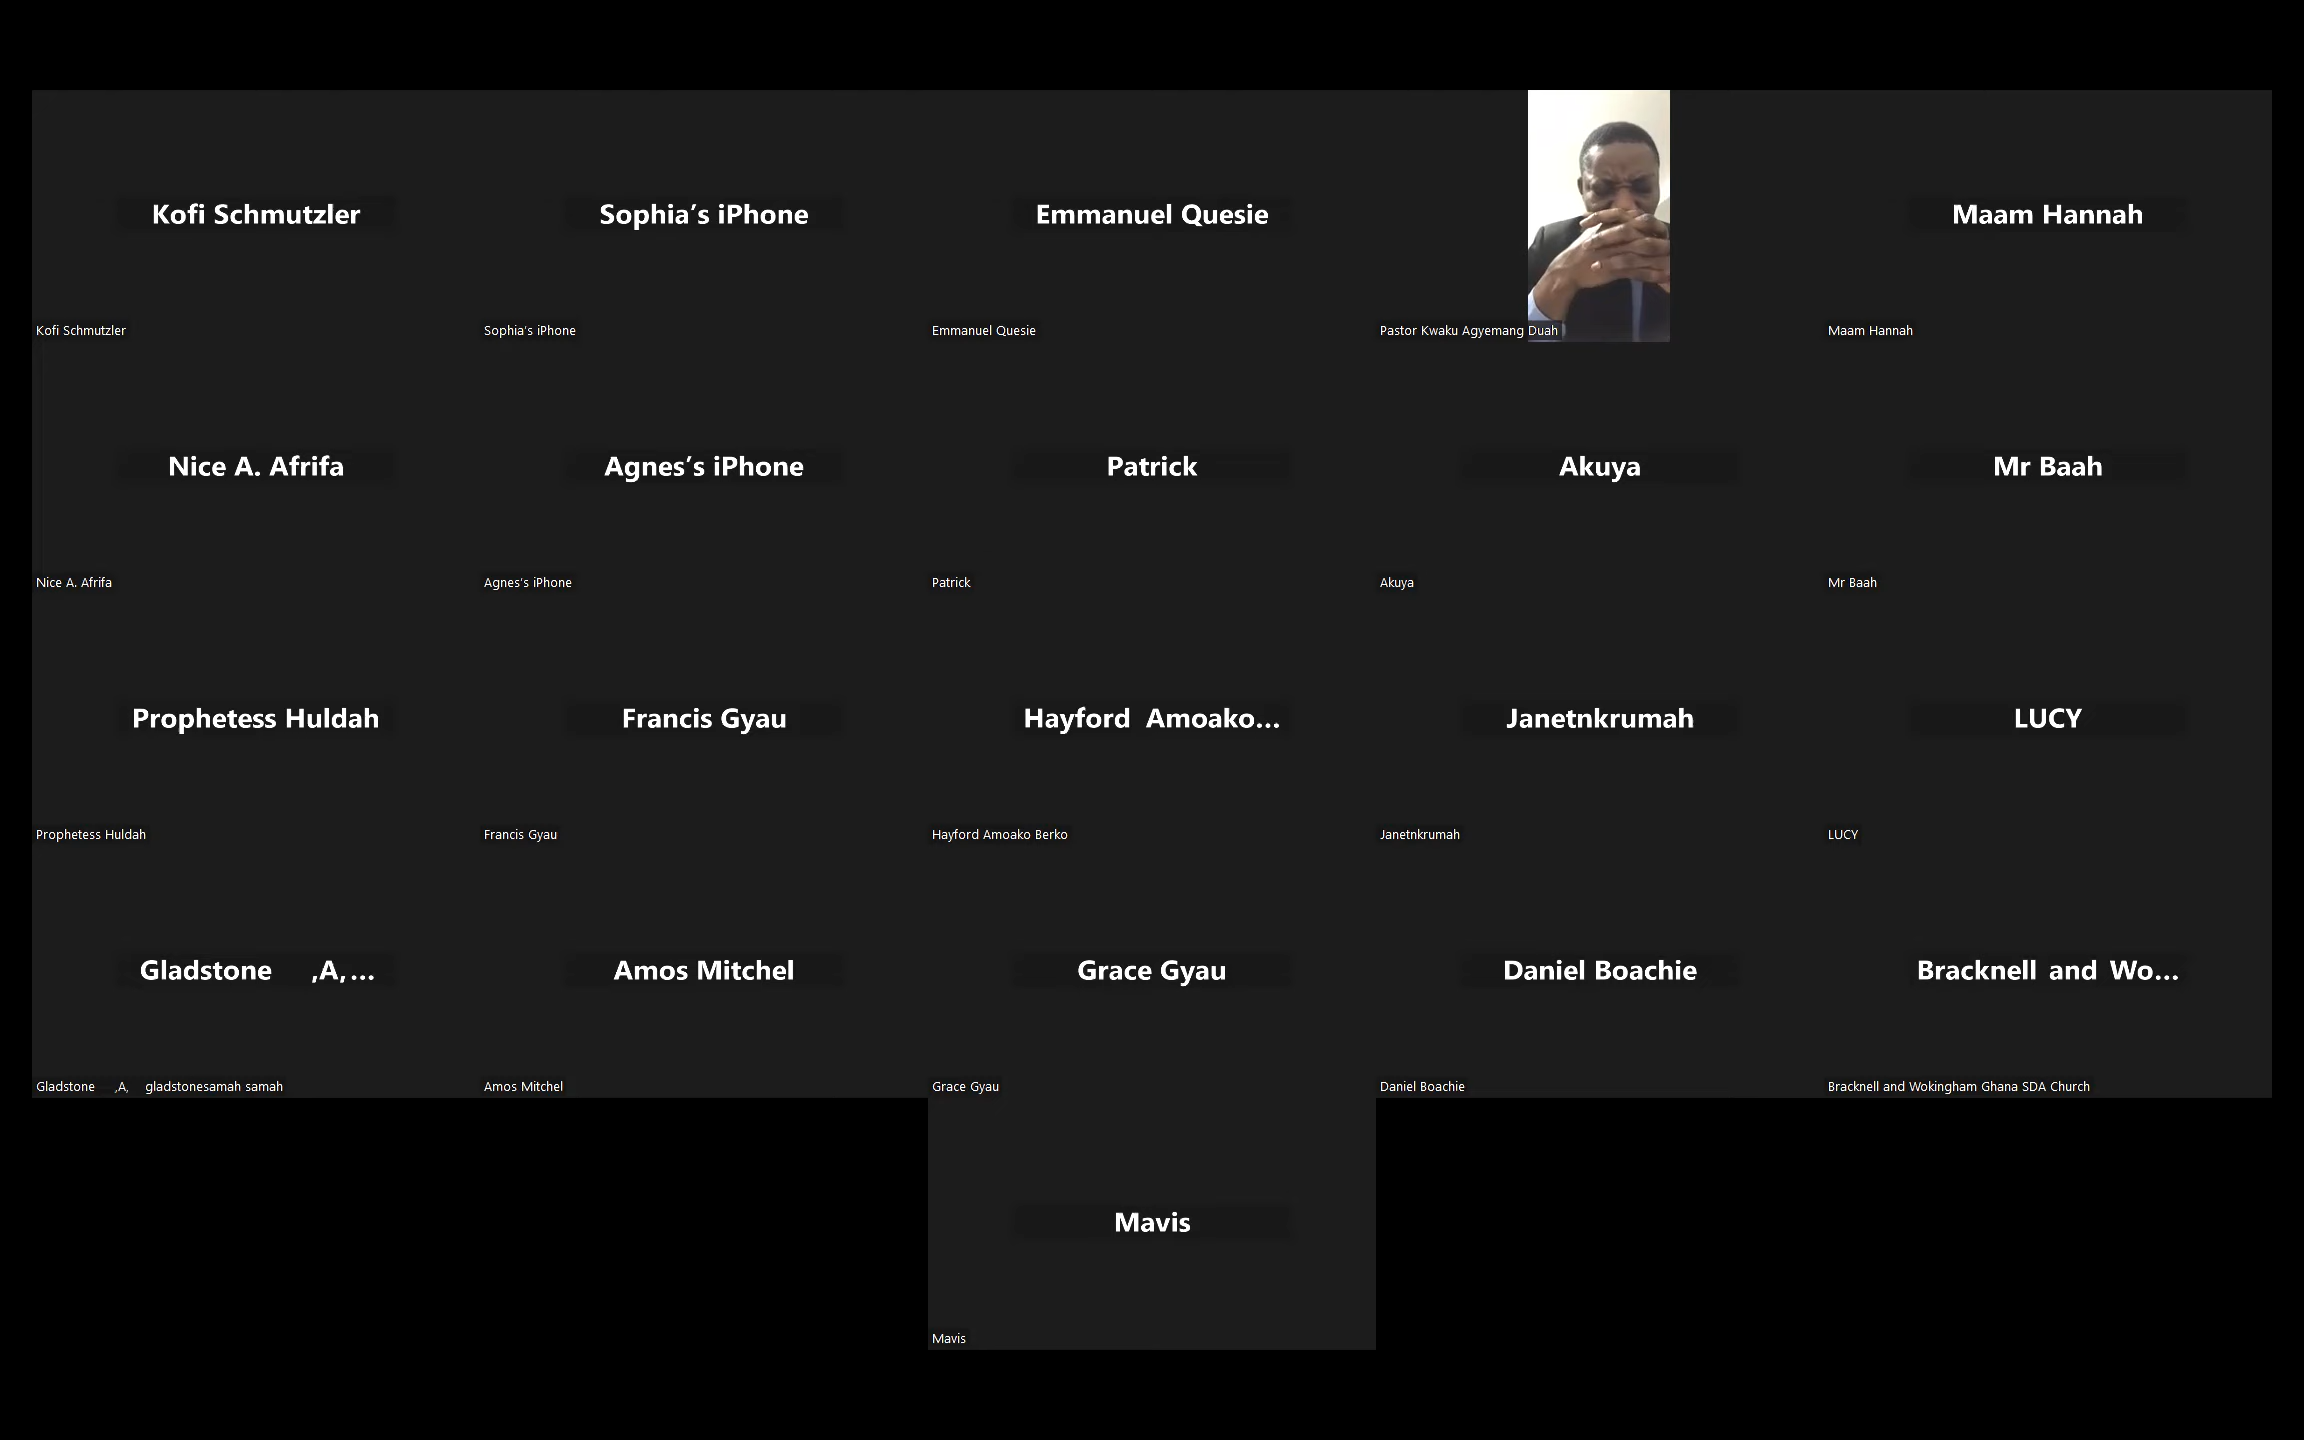 Kofi Schmutzler
Sophia's iPhone
Emmanuel Quesie
Maam Hannah
Kofi Schmutzler
Sophia's iPhone
Emmanuel Quesie
Pastor Kwaku Agyemang Duah
Maam Hannah
Nice A. Afrifa
Agnes's iPhone
Patrick
Akuya
Mr Baah
Nice A. Afrifa
Agnes's iPhone
Patrick
Akuya
Mr Baah
Prophetess Huldah
Francis Gyau
Hayford Amoako...
Janetnkrumah
LUCY
Prophetess Huldah
Francis Gyau
Hayford Amoako Berko
Janetnkrumah
LUCY
Gladstone ,A,...
Amos Mitchel
Grace Gyau
Daniel Boachie
Bracknell and Wo...
Gladstone ,A, gladstonesamah samah
Amos Mitchel
Grace Gyau
Daniel Boachie
Bracknell and Wokingham Ghana SDA Church
Mavis
Mavis